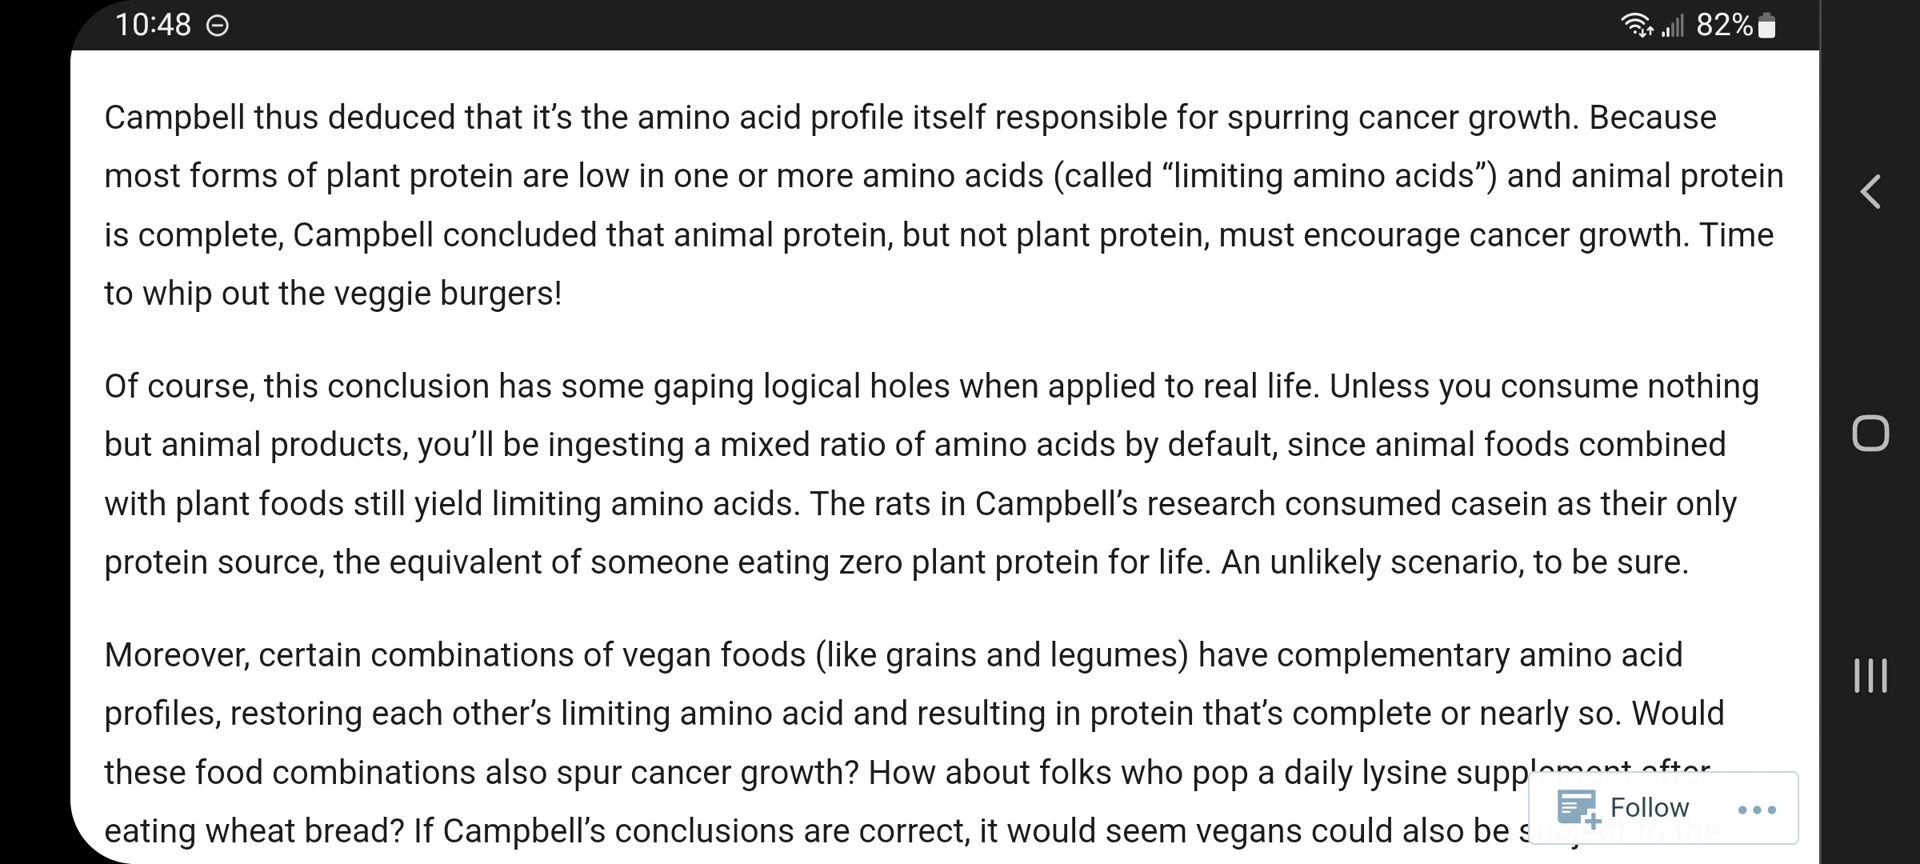 10:48
82%
Campbell thus deduced that it’s the amino acid profile itself responsible for spurring cancer growth. Because
most forms of plant protein are low in one or more amino acids (called “limiting amino acids”) and animal protein
is complete, Campbell concluded that animal protein, but not plant protein, must encourage cancer growth. Time
to whip out the veggie burgers!
Of course, this conclusion has some gaping logical holes when applied to real life. Unless you consume nothing
but animal products, you’ll be ingesting a mixed ratio of amino acids by default, since animal foods combined
with plant foods still yield limiting amino acids. The rats in Campbell’s research consumed casein as their only
protein source, the equivalent of someone eating zero plant protein for life. An unlikely scenario, to be sure.
Moreover, certain combinations of vegan foods (like grains and legumes) have complementary amino acid
profiles, restoring each other’s limiting amino acid and resulting in protein that’s complete or nearly so. Would
these food combinations also spur cancer growth? How about folks who pop a daily lysine supplement after
eating wheat bread? If Campbell’s conclusions are correct, it would seem vegans could also be subject to the
Follow